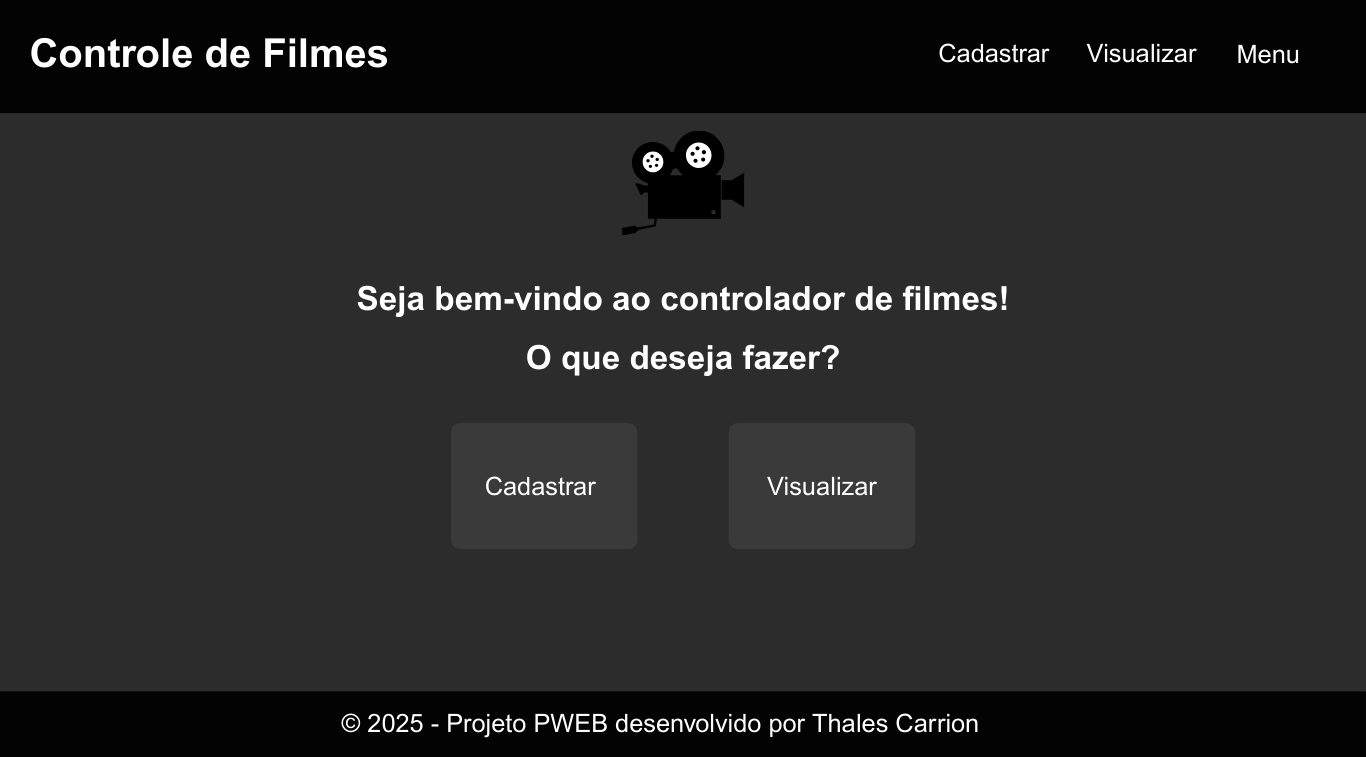 Controle de Filmes
Cadastrar Visualizar Menu
Seja bem-vindo ao controlador de filmes!
O que deseja fazer?
Cadastrar Visualizar
© 2025 - Projeto PWEB desenvolvido por Thales Carrion